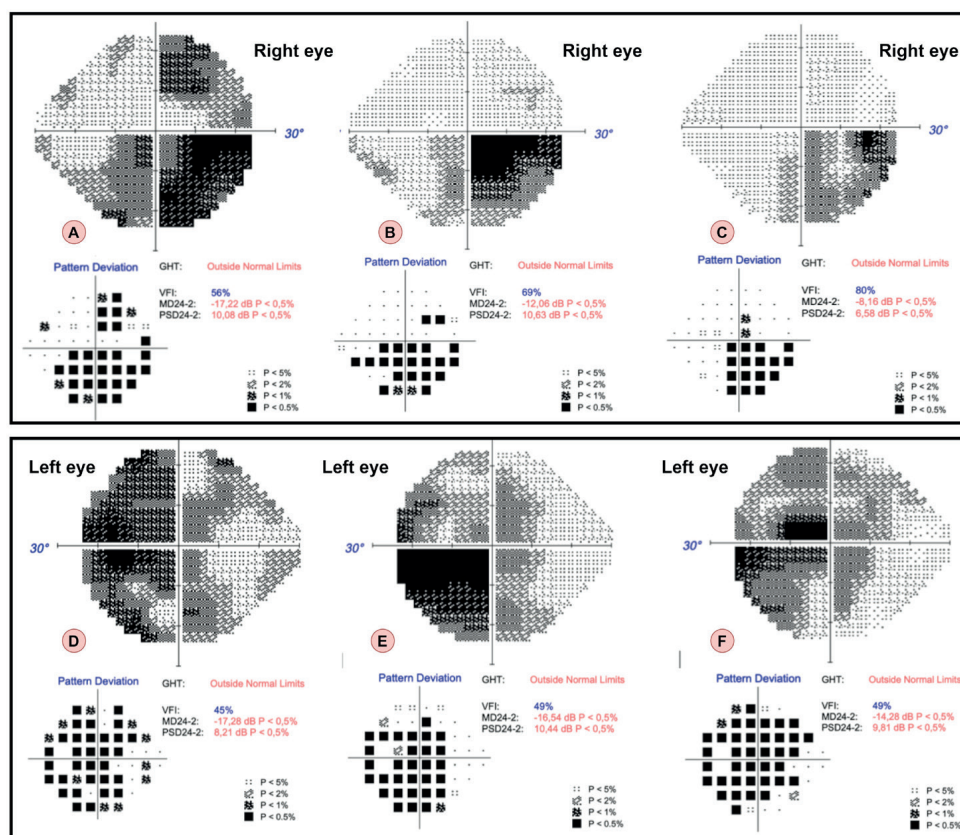 Right eye
30°
A
Pattern Deviation
GHT: Outside Normal Limits
VFI: 56%
MD24-2: -17,22 dB P < 0,5%
PSD24-2: 10,08 dB P < 0,5%
:: P < 5%
P < 2%
P < 1%
■ P < 0.5%
Right eye
30°
B
Pattern Deviation
GHT: Outside Normal Limits
VFI: 69%
MD24-2: -12,06 dB P < 0,5%
PSD24-2: 10,63 dB P < 0,5%
:: P < 5%
P < 2%
P < 1%
■ P < 0.5%
Right eye
30°
C
Pattern Deviation
GHT: Outside Normal Limits
VFI: 80%
MD24-2: -8,16 dB P < 0,5%
PSD24-2: 6,58 dB P < 0,5%
:: P < 5%
P < 2%
P < 1%
■ P < 0.5%
Left eye
30°
D
Pattern Deviation
GHT: Outside Normal Limits
VFI: 45%
MD24-2: -17,28 dB P < 0,5%
PSD24-2: 8,21 dB P < 0,5%
:: P < 5%
P < 2%
P < 1%
■ P < 0.5%
Left eye
30°
E
Pattern Deviation
GHT: Outside Normal Limits
VFI: 49%
MD24-2: -16,54 dB P < 0,5%
PSD24-2: 10,44 dB P < 0,5%
:: P < 5%
P < 2%
P < 1%
■ P < 0.5%
Left eye
30°
F
Pattern Deviation
GHT: Outside Normal Limits
VFI: 49%
MD24-2: -14,28 dB P < 0,5%
PSD24-2: 9,81 dB P < 0,5%
:: P < 5%
P < 2%
P < 1%
■ P < 0.5%